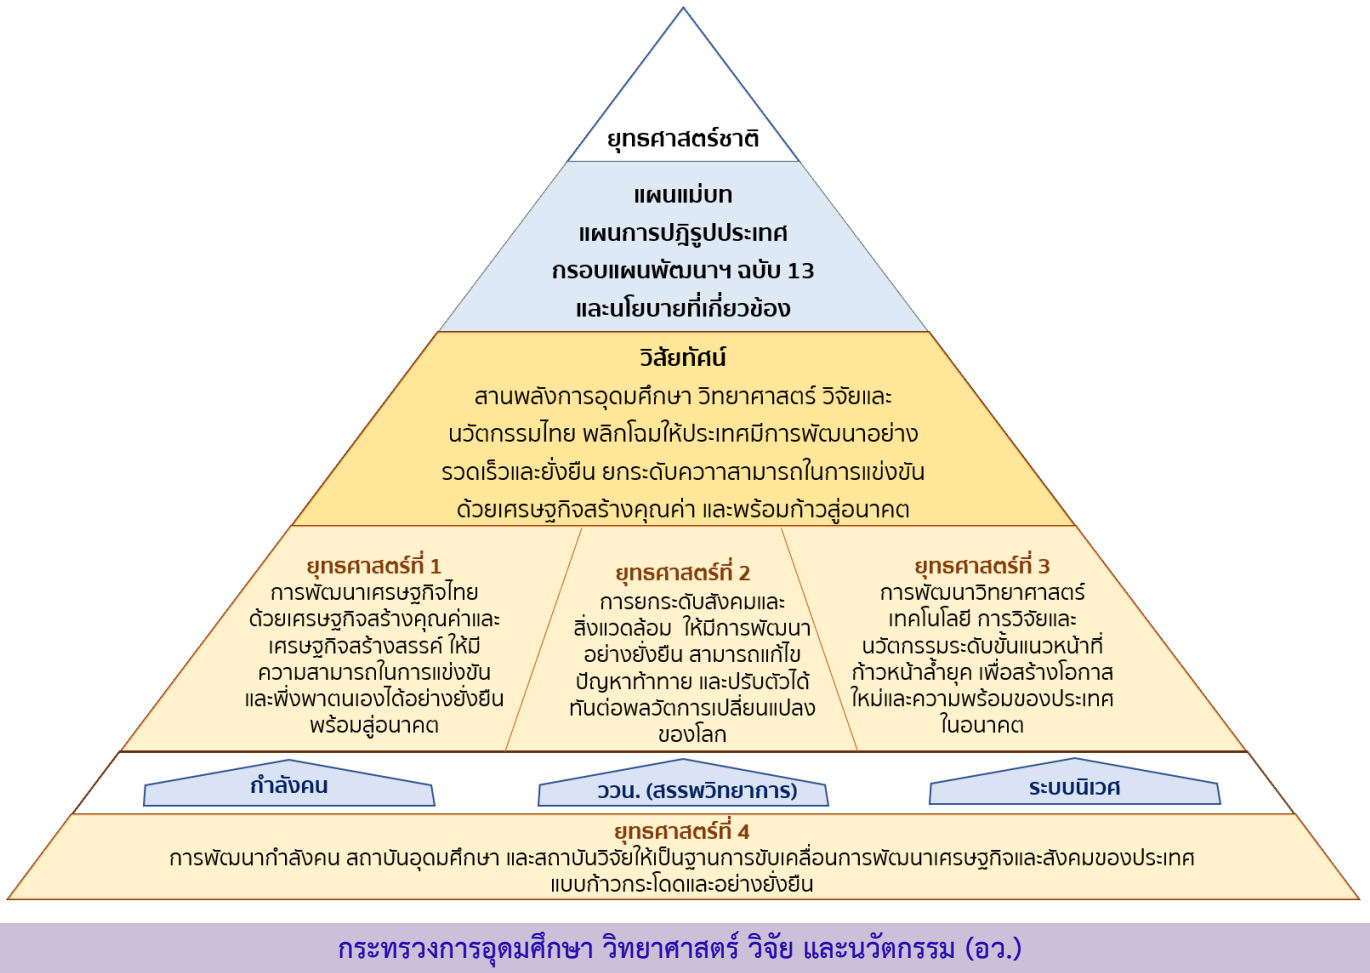 ยุทธศาสตร์ชาติ
แผนแม่บท
แผนการปฎิรูปประเทศ
กรอบแผนพัฒนาฯ ฉบับ 13
และนโยบายที่เกี่ยวข้อง
วิสัยทัศน์
สานพลังการอุดมศึกษา วิทยาศาสตร์ วิจัยและ
นวัตกรรมไทย พลิกโฉมให้ประเทศมีการพัฒนาอย่าง
รวดเร็วและยั่งยืน ยกระดับควาาสามารถในการแข่งขัน
ด้วยเศรษฐกิจสร้างคุณค่า และพร้อมก้าวสู่อนาคต
ยุทธศาสตร์ที่ 1
การพัฒนาเศรษฐกิจไทย
ด้วยเศรษฐกิจสร้างคุณค่าและ
เศรษฐกิจสร้างสรรค์ ให้มี
ความสามารถในการแข่งขัน
และพึ่งพาตนเองได้อย่างยั่งยืน
พร้อมสู่อนาคต
ยุทธศาสตร์ที่ 2
การยกระดับสังคมและ
สิ่งแวดล้อม ให้มีการพัฒนา
อย่างยั่งยืน สามารถแก้ไข
ปัญหาท้าทาย และปรับตัวได้
ทันต่อพลวัตการเปลี่ยนแปลง
ของโลก
ยุทธศาสตร์ที่ 3
การพัฒนาวิทยาศาสตร์
เทคโนโลยี การวิจัยและ
นวัตกรรมระดับขั้นแนวหน้าที่
ก้าวหน้าล้ำยุค เพื่อสร้างโอกาส
ใหม่และความพร้อมของประเทศ
ในอนาคต
กำลังคน
ววน. (สรรพวิทยาการ)
ระบบนิเวศ
ยุทธศาสตร์ที่ 4
การพัฒนากำลังคน สถาบันอุดมศึกษา และสถาบันวิจัยให้เป็นฐานการขับเคลื่อนการพัฒนาเศรษฐกิจและสังคมของประเทศ
แบบก้าวกระโดดและอย่างยั่งยืน
กระทรวงการอุดมศึกษา วิทยาศาสตร์ วิจัย และนวัตกรรม (อว.)